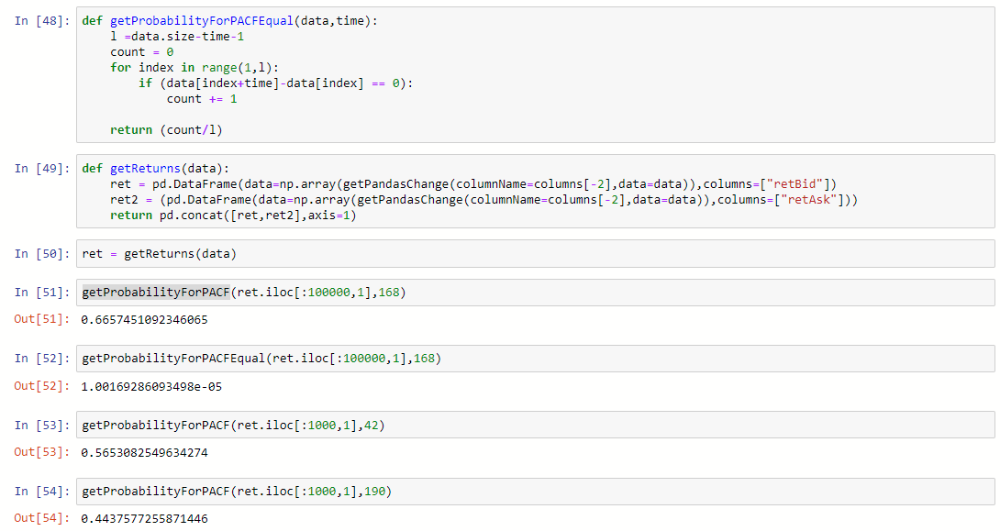 In [48]: def getProbabilityForPACFEqual(data,time):
    l =data.size-time-1
    count = 0
    for index in range(1,l):
        if (data[index+time]-data[index] == 0):
            count += 1
    return (count/l)
In [49]: def getReturns(data):
    ret = pd.DataFrame(data=np.array(getPandasChange(columnName=columns[-2],data=data)),columns=["retBid"])
    ret2 = (pd.DataFrame(data=np.array(getPandasChange(columnName=columns[-2],data=data)),columns=["retAsk"]))
    return pd.concat([ret,ret2],axis=1)
In [50]: ret = getReturns(data)
In [51]: getProbabilityForPACF(ret.iloc[:100000,1],168)
Out[51]: 0.6657451092346065
In [52]: getProbabilityForPACFEqual(ret.iloc[:100000,1],168)
Out[52]: 1.00169286093498e-05
In [53]: getProbabilityForPACF(ret.iloc[:1000,1],42)
Out[53]: 0.5653082549634274
In [54]: getProbabilityForPACF(ret.iloc[:1000,1],190)
Out[54]: 0.4437577255871446